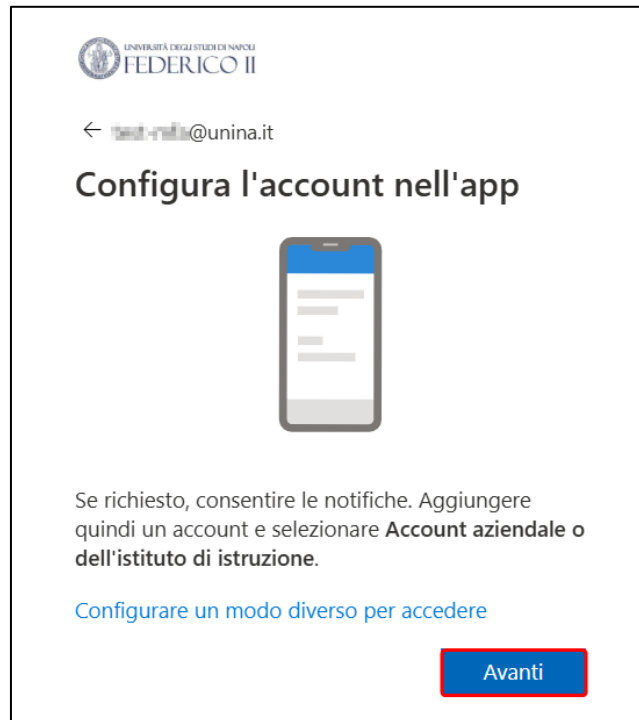 UNIVERSITÀ DEGLI STUDI DI NAPOLI
FEDERICO II
@unina.it
Configura l'account nell'app
Se richiesto, consentire le notifiche. Aggiungere
quindi un account e selezionare Account aziendale o
dell'istituto di istruzione.
Configurare un modo diverso per accedere
Avanti